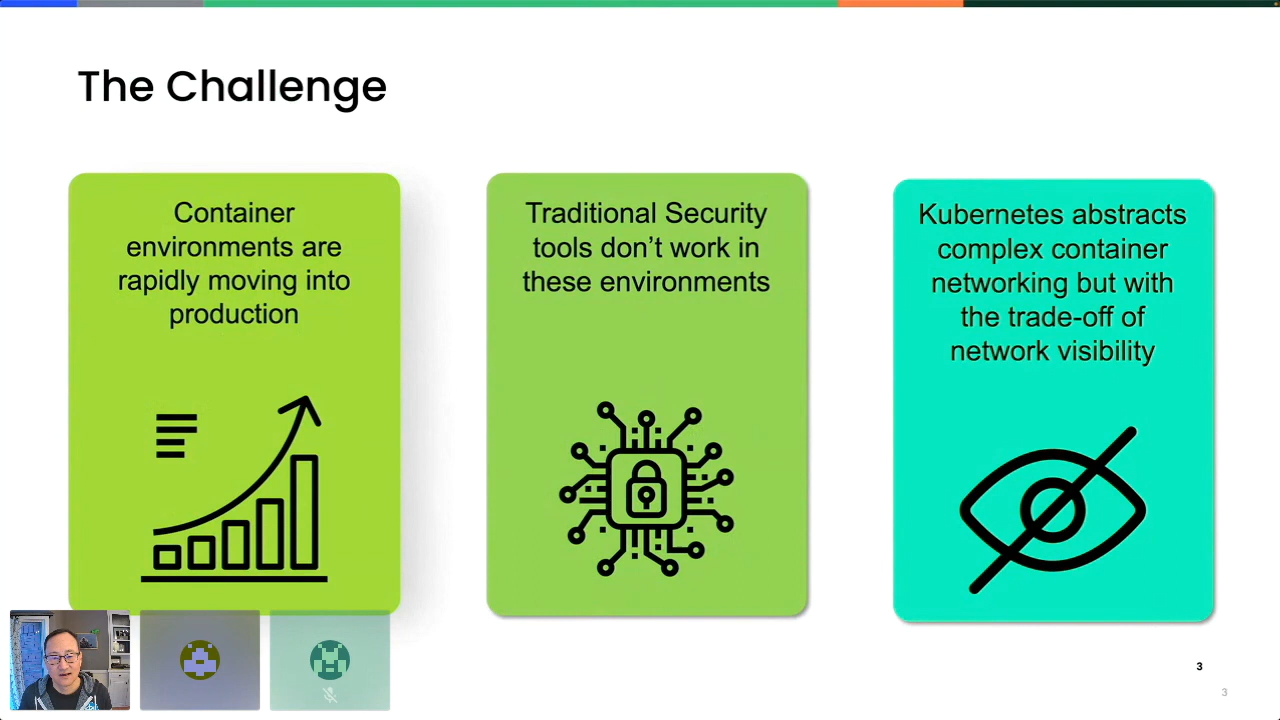 The Challenge
Container
environments are
rapidly moving into
production
Traditional Security
tools don’t work in
these environments
Kubernetes abstracts
complex container
networking but with
the trade-off of
network visibility
3
3